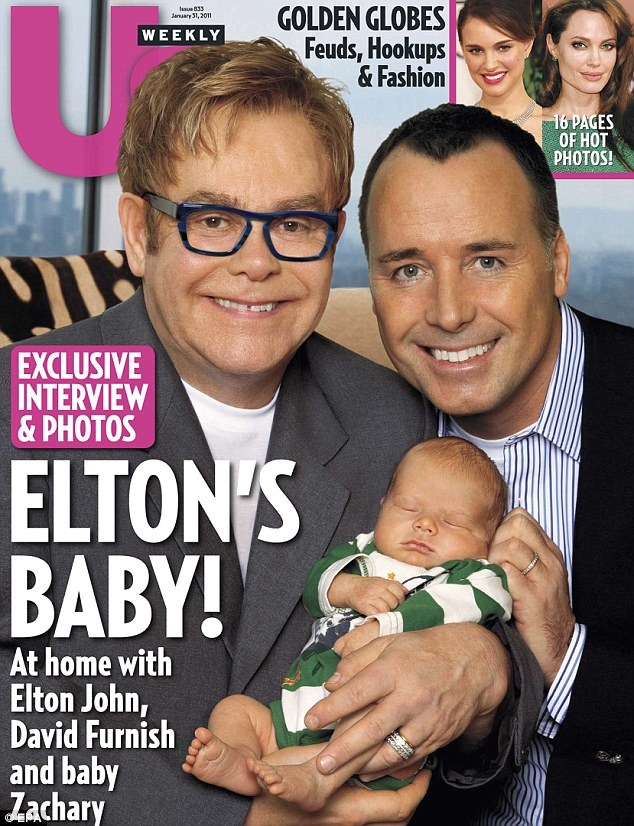 Us
WEEKLY
Issue 833
January 31, 2011
GOLDEN GLOBES
Feuds, Hookups
& Fashion
16 PAGES
OF HOT
PHOTOS!
EXCLUSIVE
INTERVIEW
& PHOTOS
ELTON'S
BABY!
At home with
Elton John,
David Furnish
and baby
Zachary
© EPA